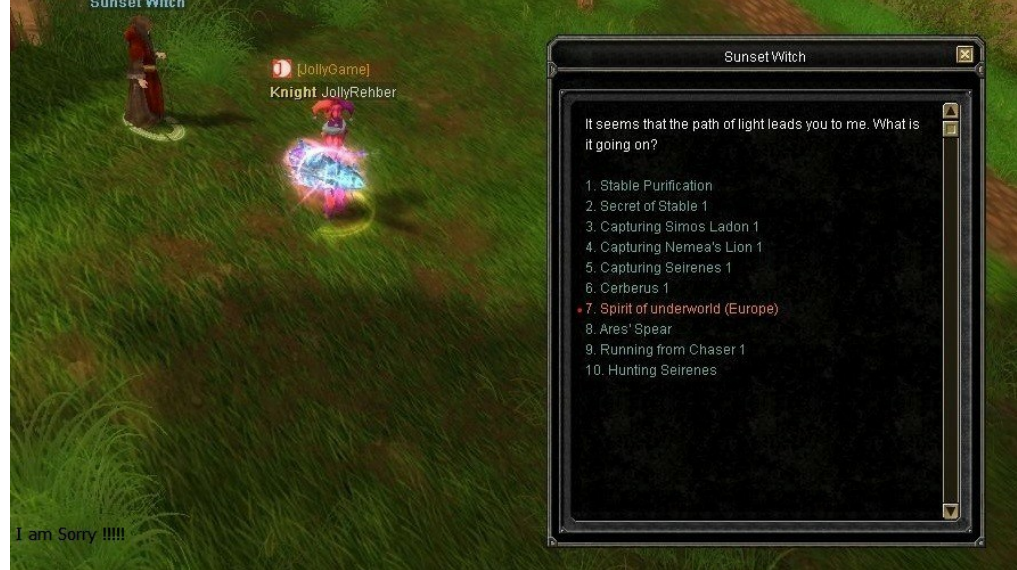 Sunset Witch
J [JollyGame]
Knight JollyRehber
Sunset Witch
It seems that the path of light leads you to me. What is
it going on?
1. Stable Purification
2. Secret of Stable 1
3. Capturing Simos Ladon 1
4. Capturing Nemea's Lion 1
5. Capturing Seirenes 1
6. Cerberus 1
7. Spirit of underworld (Europe)
8. Ares' Spear
9. Running from Chaser 1
10. Hunting Seirenes
I am Sorry !!!!!